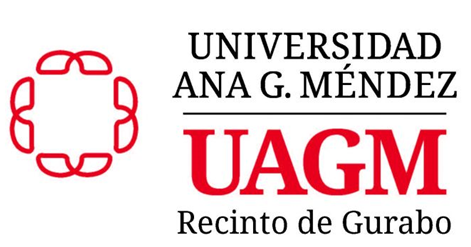 UNIVERSIDAD
ANA G. MÉNDEZ
UAGM
Recinto de Gurabo